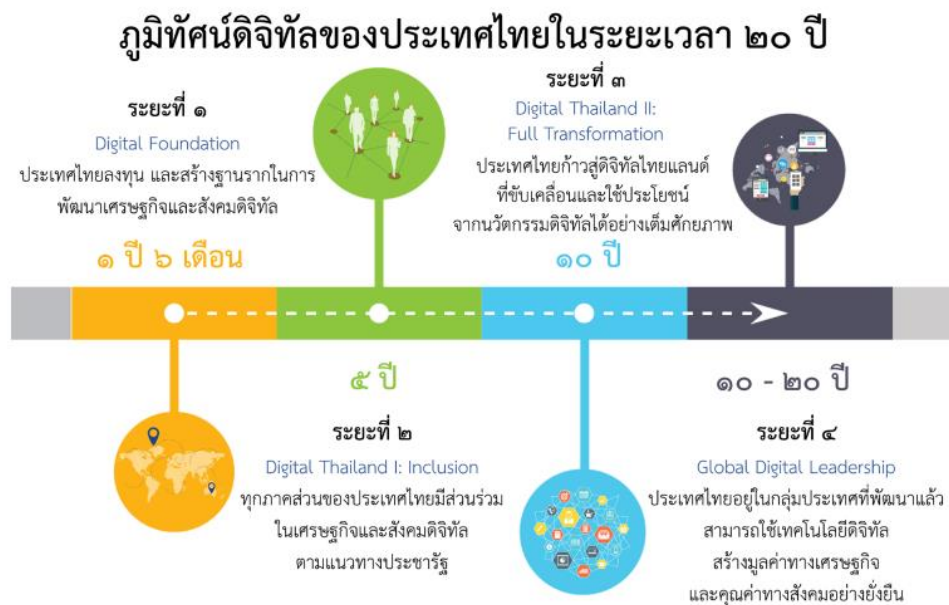 ภูมิทัศน์ดิจิทัลของประเทศไทยในระยะเวลา ๒๐ ปี
ระยะที่ ๑
Digital Foundation
ประเทศไทยลงทุน และสร้างฐานรากในการ
พัฒนาเศรษฐกิจและสังคมดิจิทัล
๑ ปี ๖ เดือน
๕ ปี
ระยะที่ ๒
Digital Thailand I: Inclusion
ทุกภาคส่วนของประเทศไทยมีส่วนร่วม
ในเศรษฐกิจและสังคมดิจิทัล
ตามแนวทางประชารัฐ
ระยะที่ ๓
Digital Thailand II:
Full Transformation
ประเทศไทยก้าวสู่ดิจิทัลไทยแลนด์
ที่ขับเคลื่อนและใช้ประโยชน์
จากนวัตกรรมดิจิทัลได้อย่างเต็มศักยภาพ
๑๐ ปี
๑๐ - ๒๐ ปี
ระยะที่ ๔
Global Digital Leadership
ประเทศไทยอยู่ในกลุ่มประเทศที่พัฒนาแล้ว
สามารถใช้เทคโนโลยีดิจิทัล
สร้างมูลค่าทางเศรษฐกิจ
และคุณค่าทางสังคมอย่างยั่งยืน